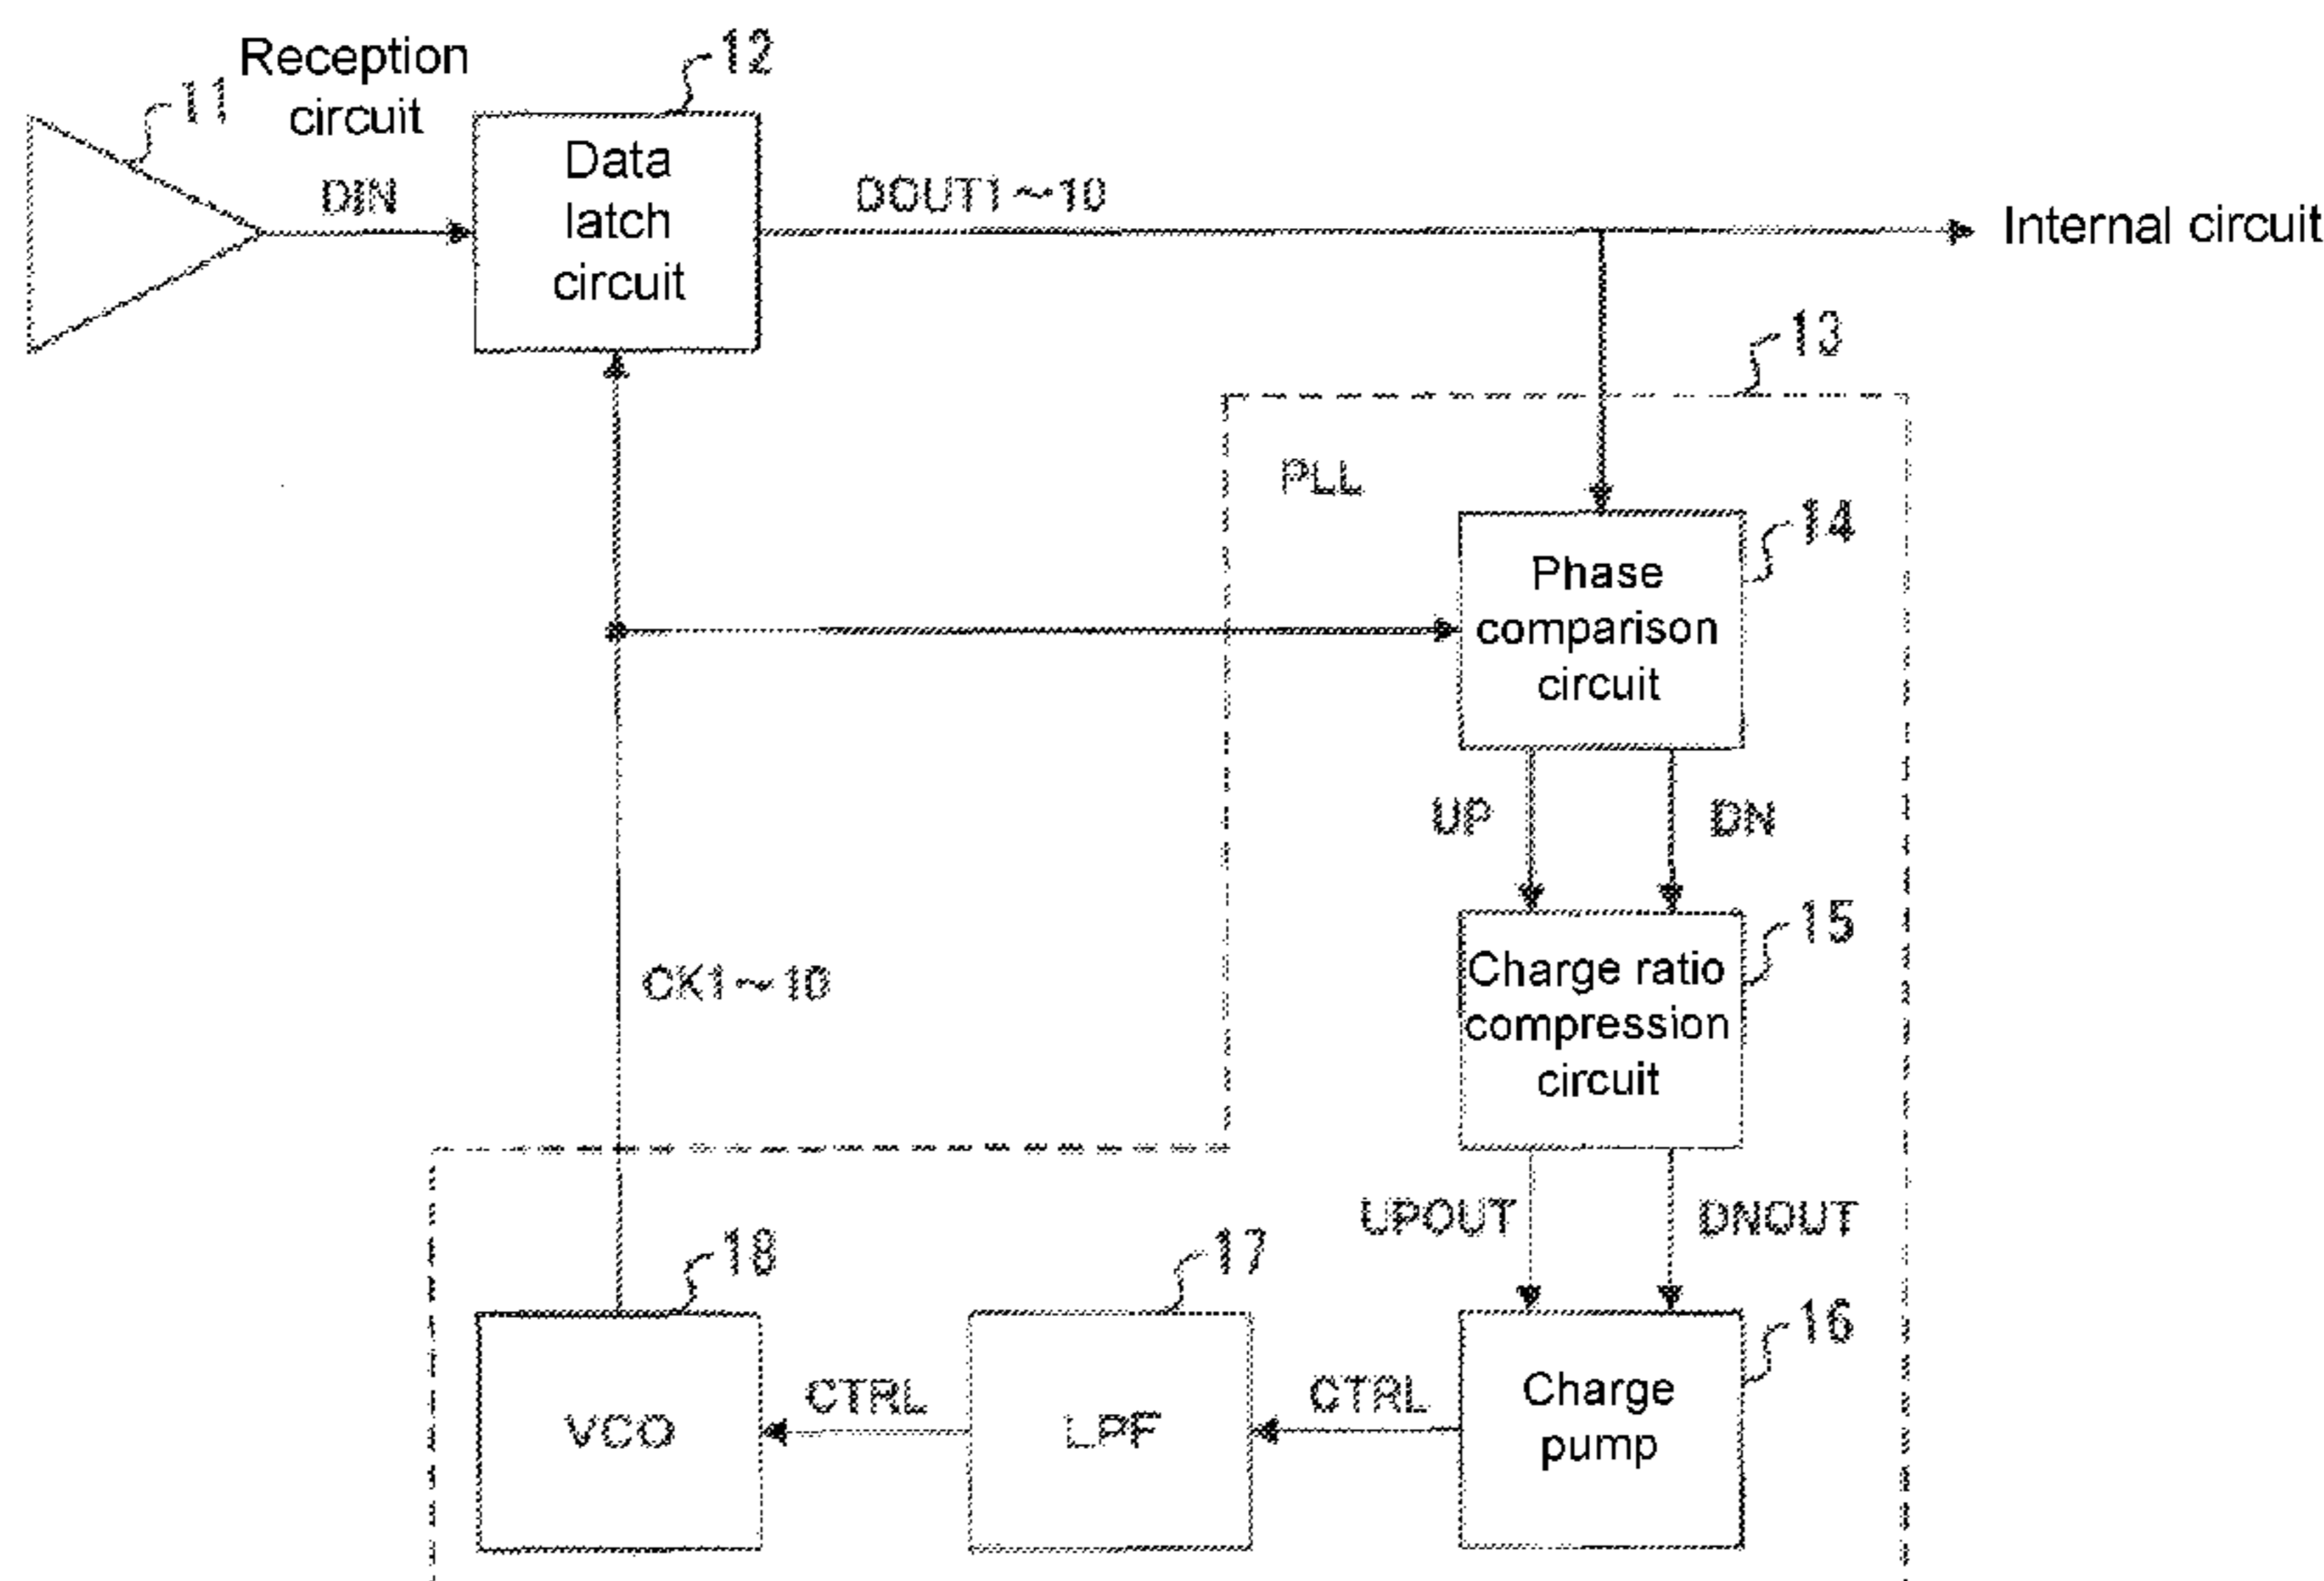 Reception
circuit
11
12
DIN
Data
latch
circuit
DOUT1～10
Internal circuit
13
PLL
14
Phase
comparison
circuit
UP
DN
15
Charge ratio
compression
circuit
CK1～10
UPOUT
DNOUT
18
17
16
VCO
CTRL
LPF
CTRL
Charge
pump